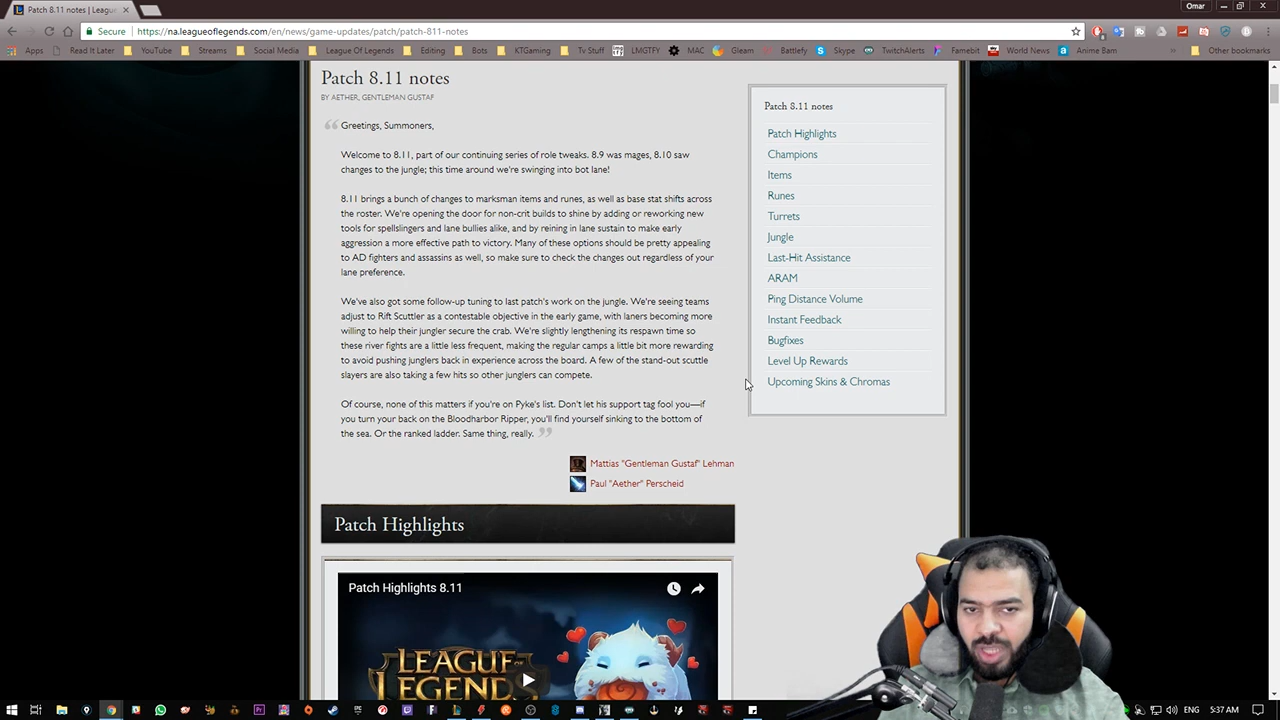 Patch 8.11 notes | Leagu
Omar
Secure
https://na.leagueoflegends.com/en/news/game-updates/patch/patch-811-notes
Apps Read It Later YouTube Streams Social Media League Of Legends Editing Bots KTGaming Tv Stuff LMGTFY MAC Gleam Battlefy Skype TwitchAlerts Famebit World News Anime Bam » Other bookmarks
Patch 8.11 notes
BY AETHER, GENTLEMAN GUSTAF
Greetings, Summoners,
Welcome to 8.11, part of our continuing series of role tweaks. 8.9 was mages, 8.10 saw
changes to the jungle; this time around we're swinging into bot lane!
8.11 brings a bunch of changes to marksman items and runes, as well as base stat shifts across
the roster. We're opening the door for non-crit builds to shine by adding or reworking new
tools for spellslingers and lane bullies alike, and by reining in lane sustain to make early
aggression a more effective path to victory. Many of these options should be pretty appealing
to AD fighters and assassins as well, so make sure to check the changes out regardless of your
lane preference.
We've also got some follow-up tuning to last patch's work on the jungle. We're seeing teams
adjust to Rift Scuttler as a contestable objective in the early game, with laners becoming more
willing to help their jungler secure the crab. We're slightly lengthening its respawn time so
these river fights are a little less frequent, making the regular camps a little bit more rewarding
to avoid pushing junglers back in experience across the board. A few of the stand-out scuttle
slayers are also taking a few hits so other junglers can compete.
Of course, none of this matters if you're on Pyke's list. Don't let his support tag fool you—if
you turn your back on the Bloodharbor Ripper, you'll find yourself sinking to the bottom of
the sea. Or the ranked ladder. Same thing, really.
Mattias "Gentleman Gustaf" Lehman
Paul "Aether" Perscheid
Patch Highlights
Patch Highlights 8.11
LEAGUE OF
LEGENDS
Patch 8.11 notes
Patch Highlights
Champions
Items
Runes
Turrets
Jungle
Last-Hit Assistance
ARAM
Ping Distance Volume
Instant Feedback
Bugfixes
Level Up Rewards
Upcoming Skins & Chromas
ENG 5:37 AM